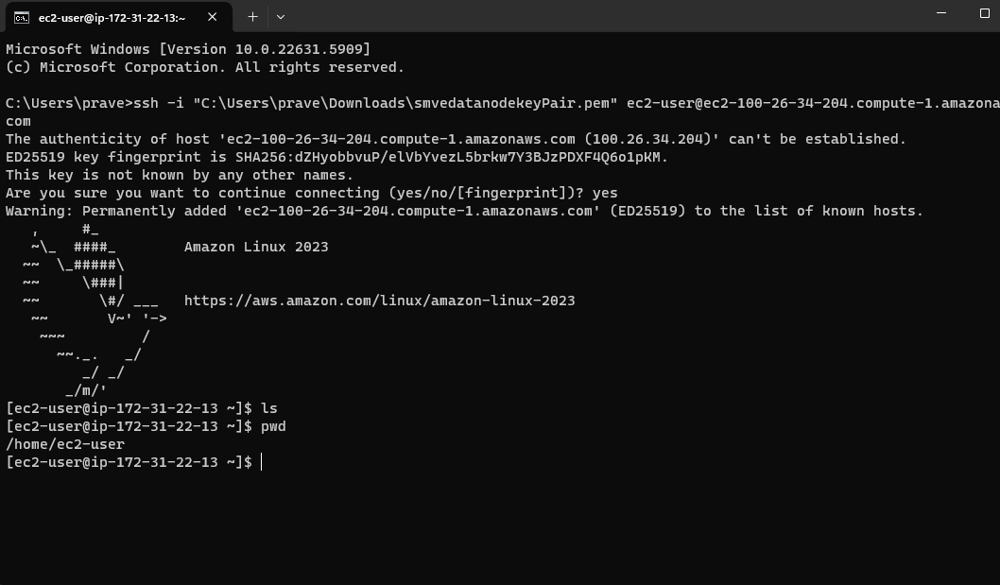 ec2-user@ip-172-31-22-13:~
Microsoft Windows [Version 10.0.22631.5909]
(c) Microsoft Corporation. All rights reserved.
C:\Users\prave>ssh -i "C:\Users\prave\Downloads\smvedatanodekeyPair.pem" ec2-user@ec2-100-26-34-204.compute-1.amazona
com
The authenticity of host 'ec2-100-26-34-204.compute-1.amazonaws.com (100.26.34.204)' can't be established.
ED25519 key fingerprint is SHA256:dZHyobbvuP/elVbYvezL5brkw7Y3BJzPDXF4Q6o1pKM.
This key is not known by any other names.
Are you sure you want to continue connecting (yes/no/[fingerprint])? yes
Warning: Permanently added 'ec2-100-26-34-204.compute-1.amazonaws.com' (ED25519) to the list of known hosts.
   ,     #_
   ~\_  ####_        Amazon Linux 2023
  ~~  \_#####\
  ~~     \###|
  ~~       \#/ ___   https://aws.amazon.com/linux/amazon-linux-2023
   ~~       V~' '->
    ~~~         /
      ~~._.   _/
         _/ _/
       _/m/'
[ec2-user@ip-172-31-22-13 ~]$ ls
[ec2-user@ip-172-31-22-13 ~]$ pwd
/home/ec2-user
[ec2-user@ip-172-31-22-13 ~]$